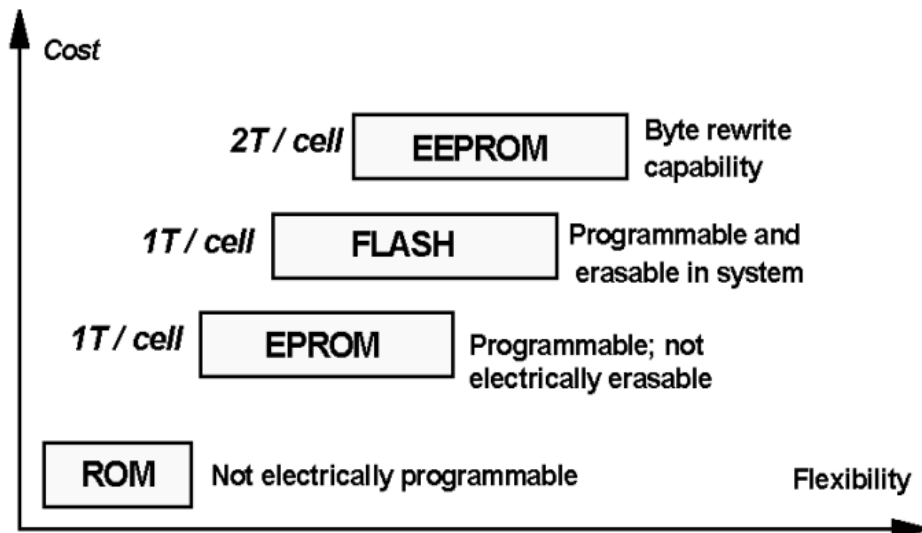 Cost
2T / cell
EEPROM
Byte rewrite
capability
1T / cell
FLASH
Programmable and
erasable in system
1T / cell
EPROM
Programmable; not
electrically erasable
ROM
Not electrically programmable
Flexibility